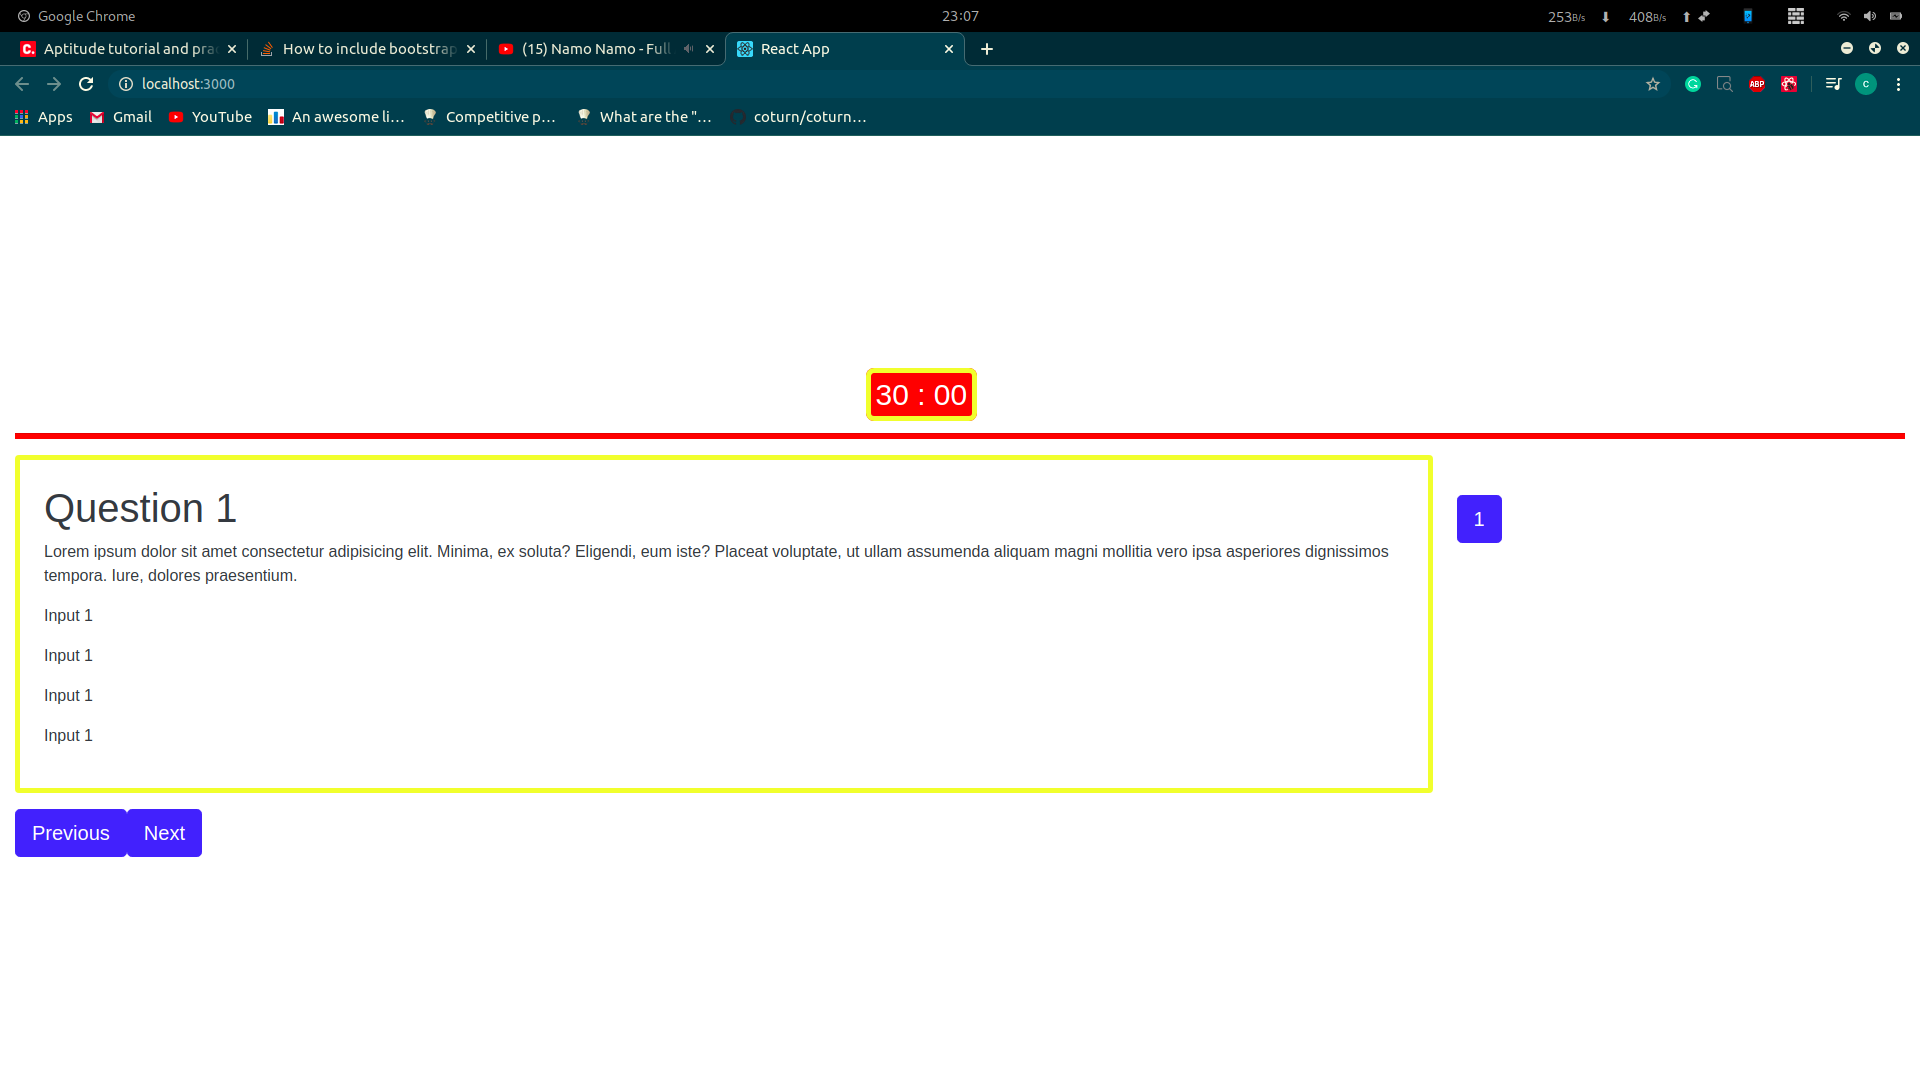 Google Chrome
23:07
253B/s
408B/s
Aptitude tutorial and prac
How to include bootstrap
(15) Namo Namo - Full
React App
localhost:3000
ABP
c
Apps
Gmail
YouTube
An awesome li…
Competitive p…
What are the "…
coturn/coturn…
30 : 00
Question 1
1
Lorem ipsum dolor sit amet consectetur adipisicing elit. Minima, ex soluta? Eligendi, eum iste? Placeat voluptate, ut ullam assumenda aliquam magni mollitia vero ipsa asperiores dignissimos
tempora. Iure, dolores praesentium.
Input 1
Input 1
Input 1
Input 1
Previous
Next